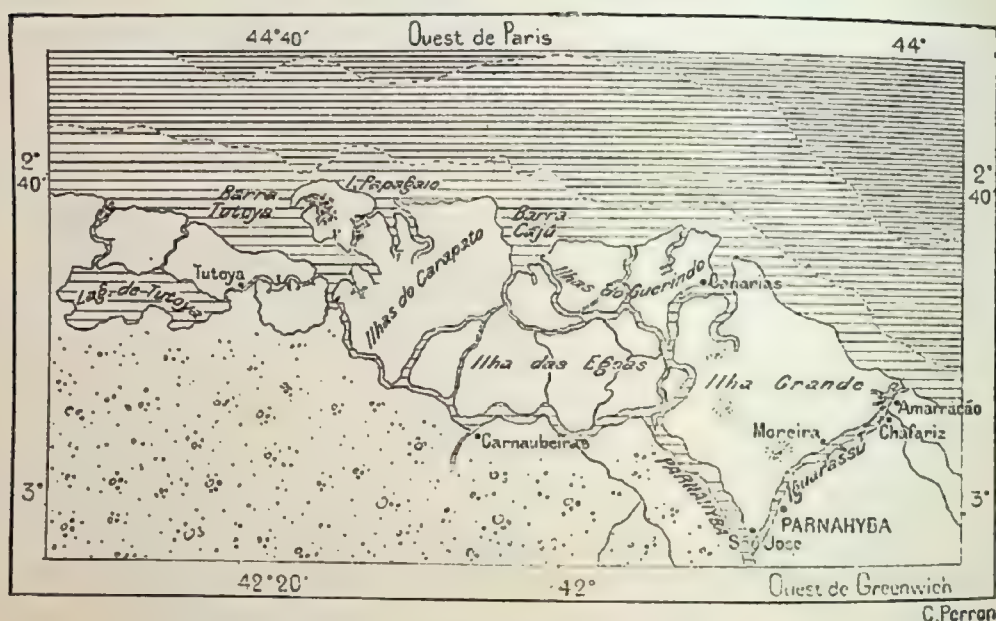 44°40' Ouest de Paris 44°
2°
40'
2°
40'
I. Papagaio
Barra
Tutoya
Barra
Cajú
Ilhas do Carapato
Ilhas do Guerindo
Canarias
Tutoya
Lag. de Tutoya
Ilha das Egoas
Ilha Grande
Amarração
Chafariz
Moreira
Carnaubeiras
Iguarassú
PARNAHYBA
3°
3°
PARNAHYBA
São José
42°20' 42° Ouest de Greenwich
C. Perron